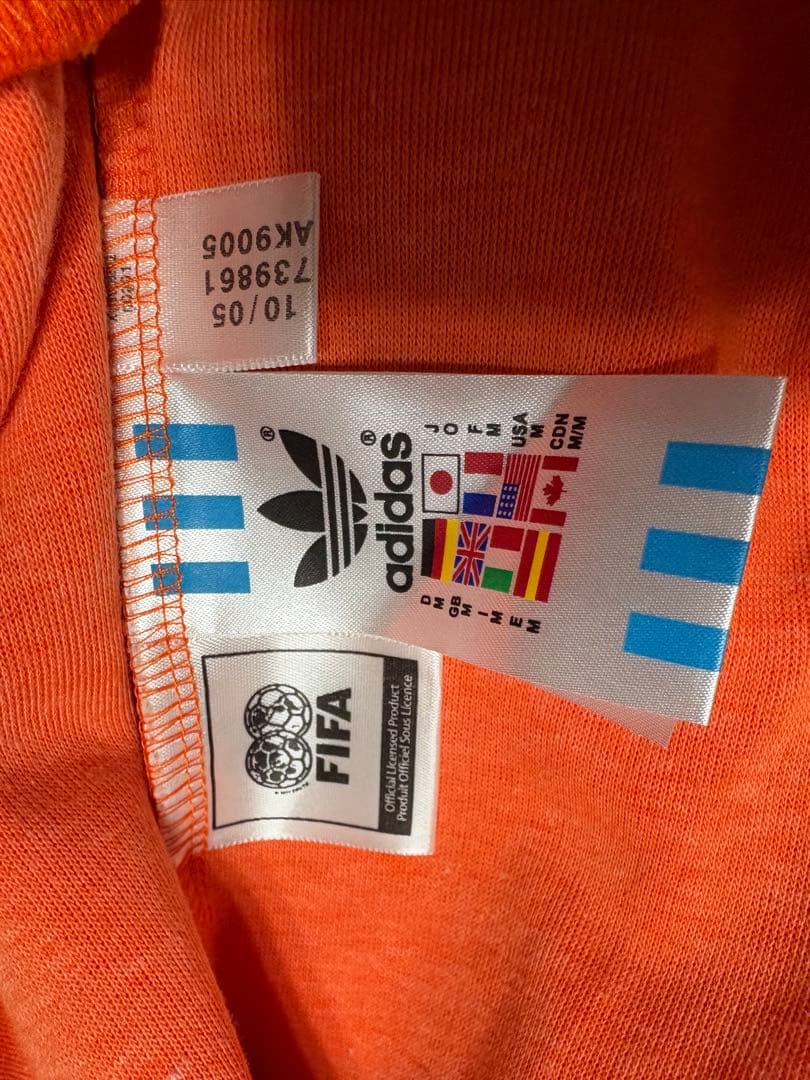 AK9005
739861
10/05
adidas
®
®
J
O
F
M
USA
M
CDN
M/M
D
M
GB
M
I
M
E
M
FIFA
Official Licensed Product
Produit Officiel Sous Licence